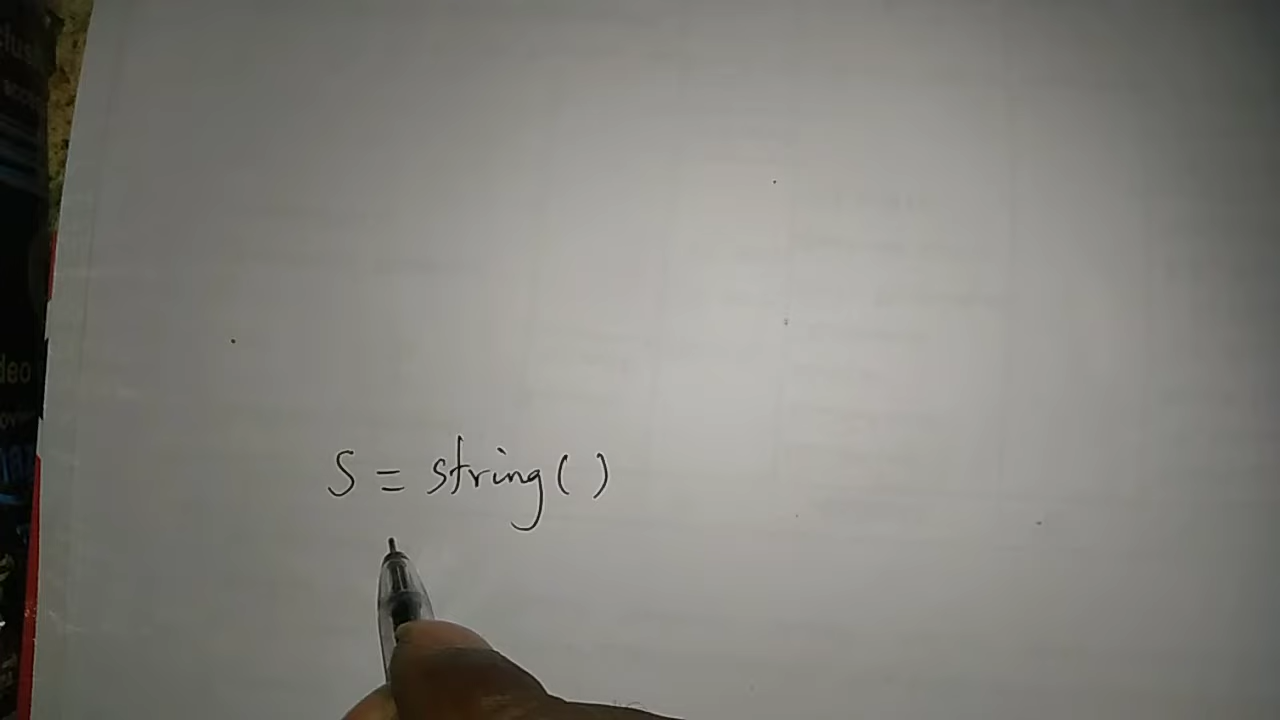 S = string( )